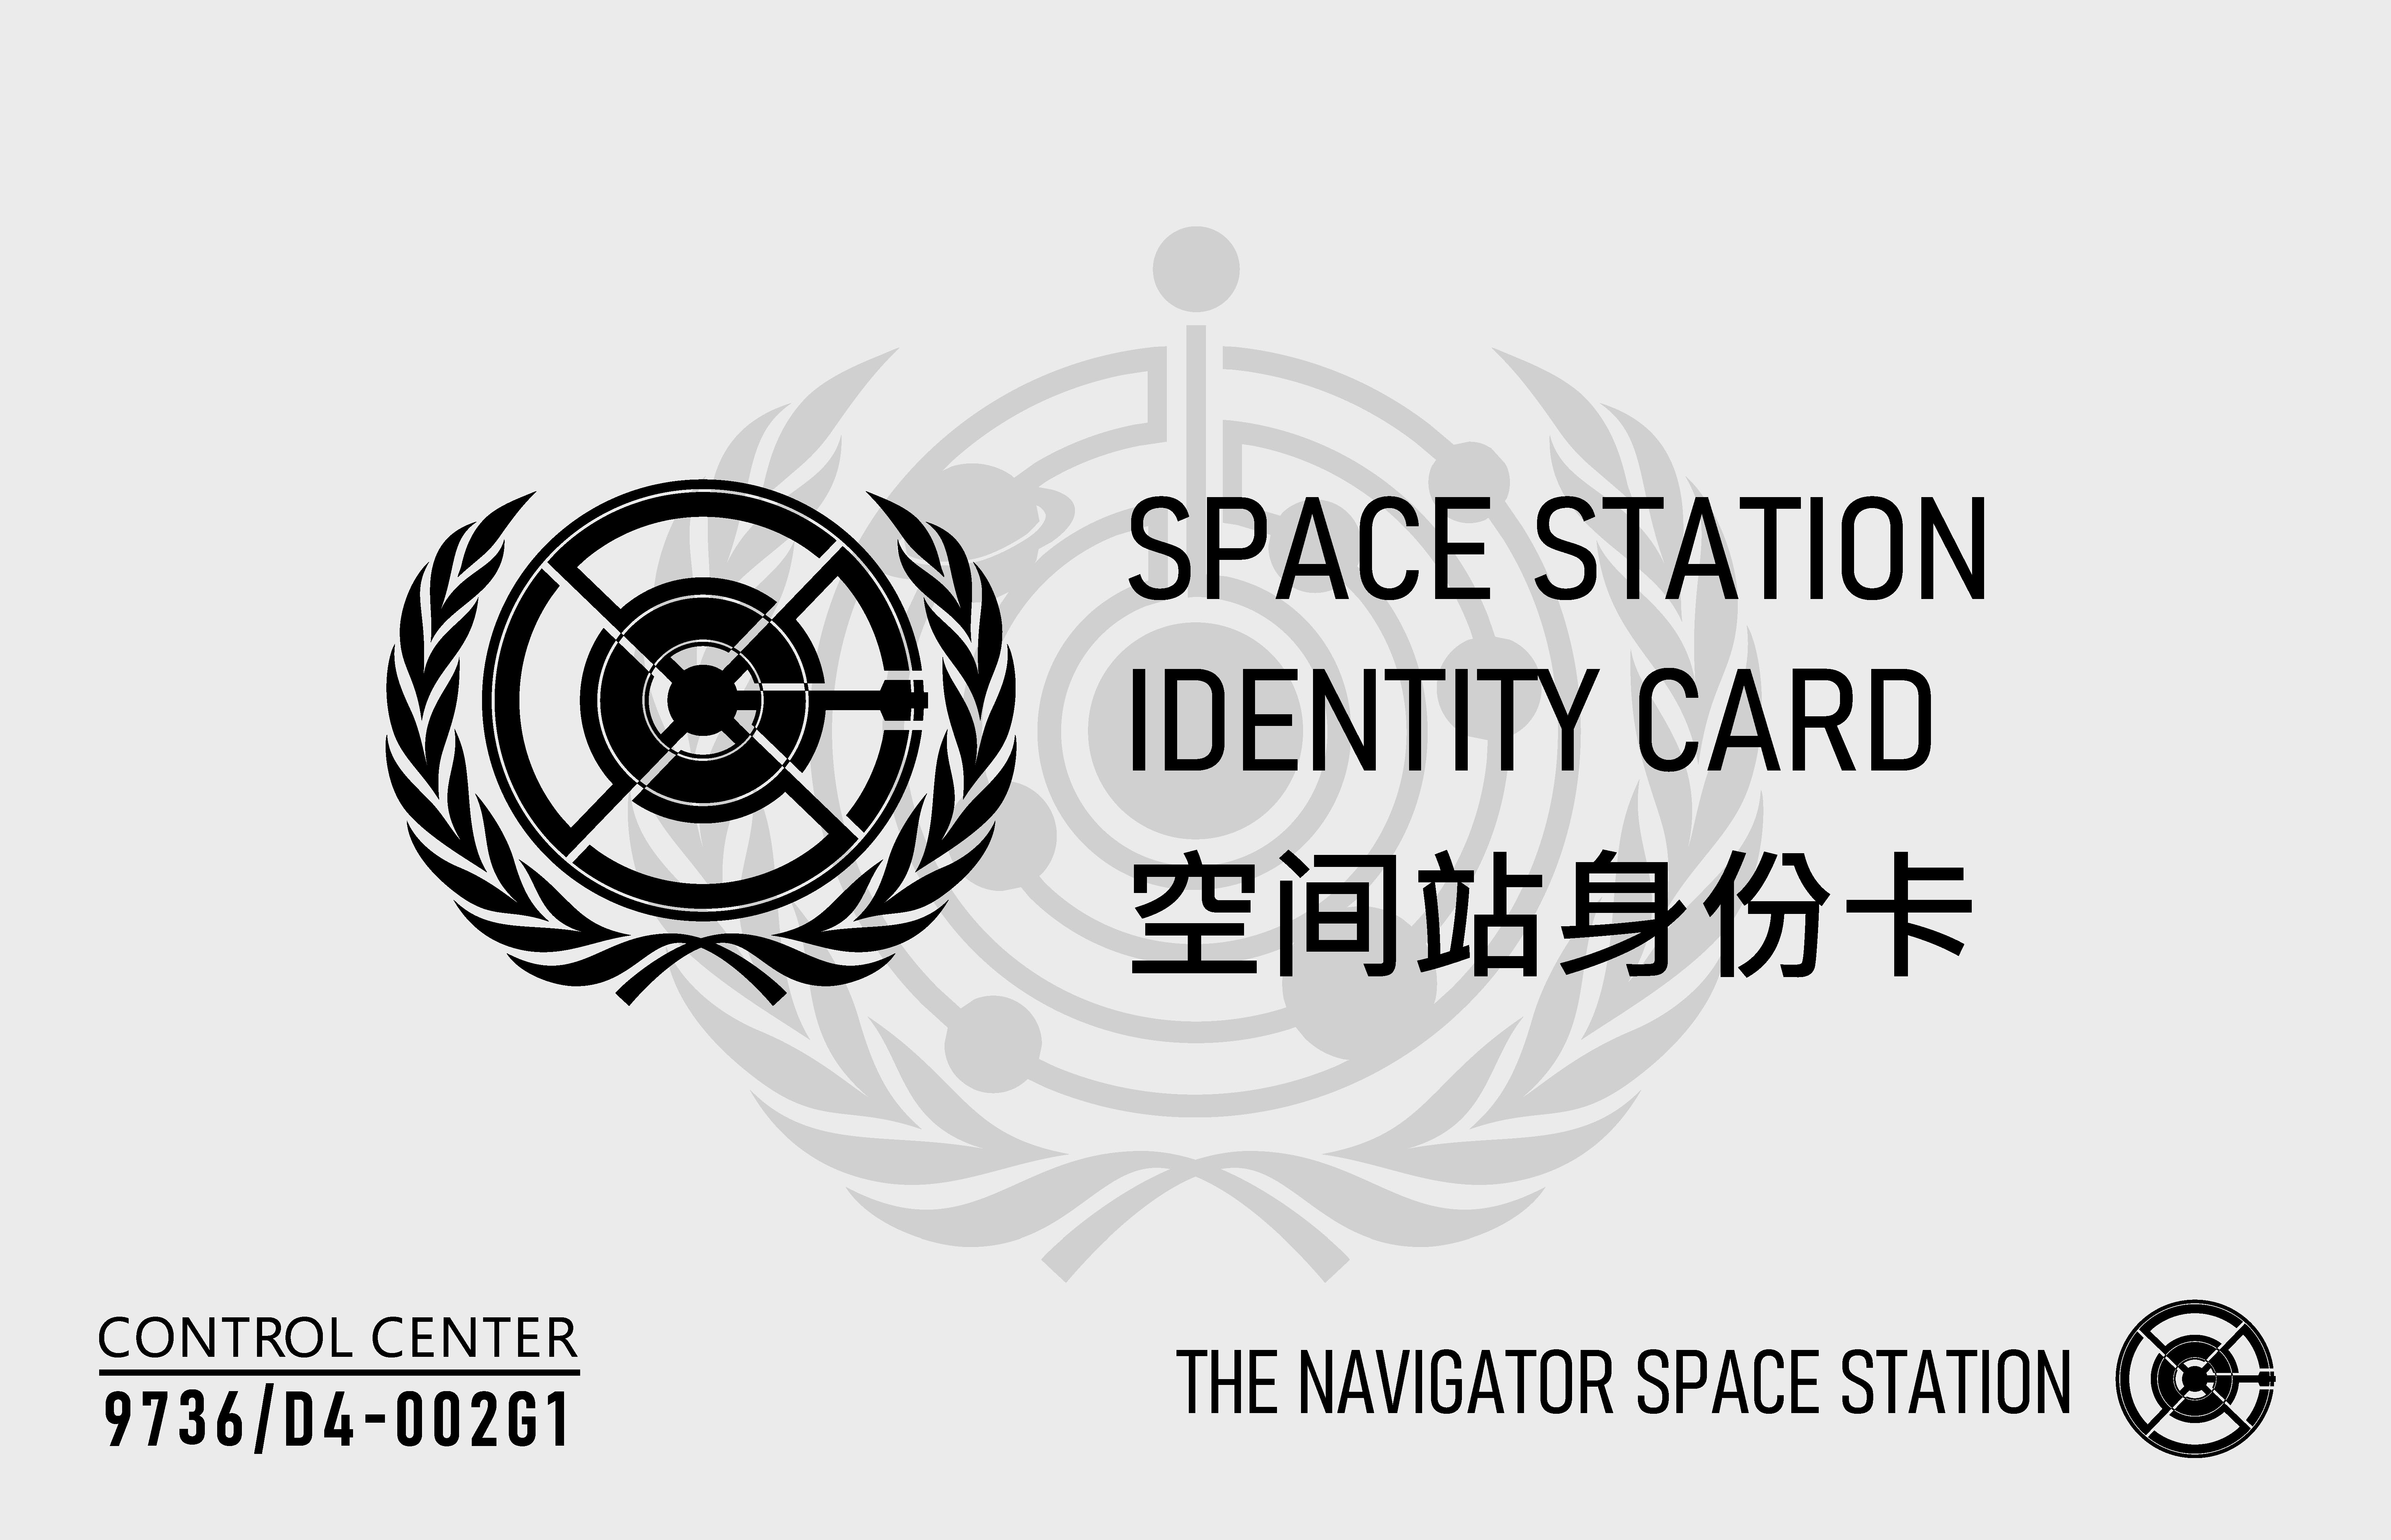 SPACE STATION
IDENTITY CARD
空间站身份卡
CONTROL CENTER
9736/D4-002G1
THE NAVIGATOR SPACE STATION